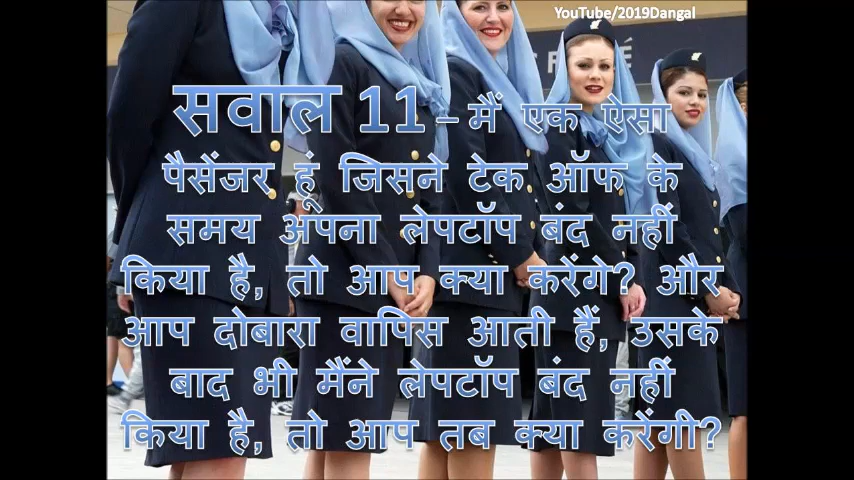 YouTube/2019Dangal
सवाल 11 – मैं एक ऐसा
पैसेंजर हूं जिसने टेक ऑफ के
समय अपना लेपटॉप बंद नहीं
किया है, तो आप क्या करेंगे? और
आप दोबारा वापिस आती हैं, उसके
बाद भी मैंने लेपटॉप बंद नहीं
किया है, तो आप तब क्या करेंगी?